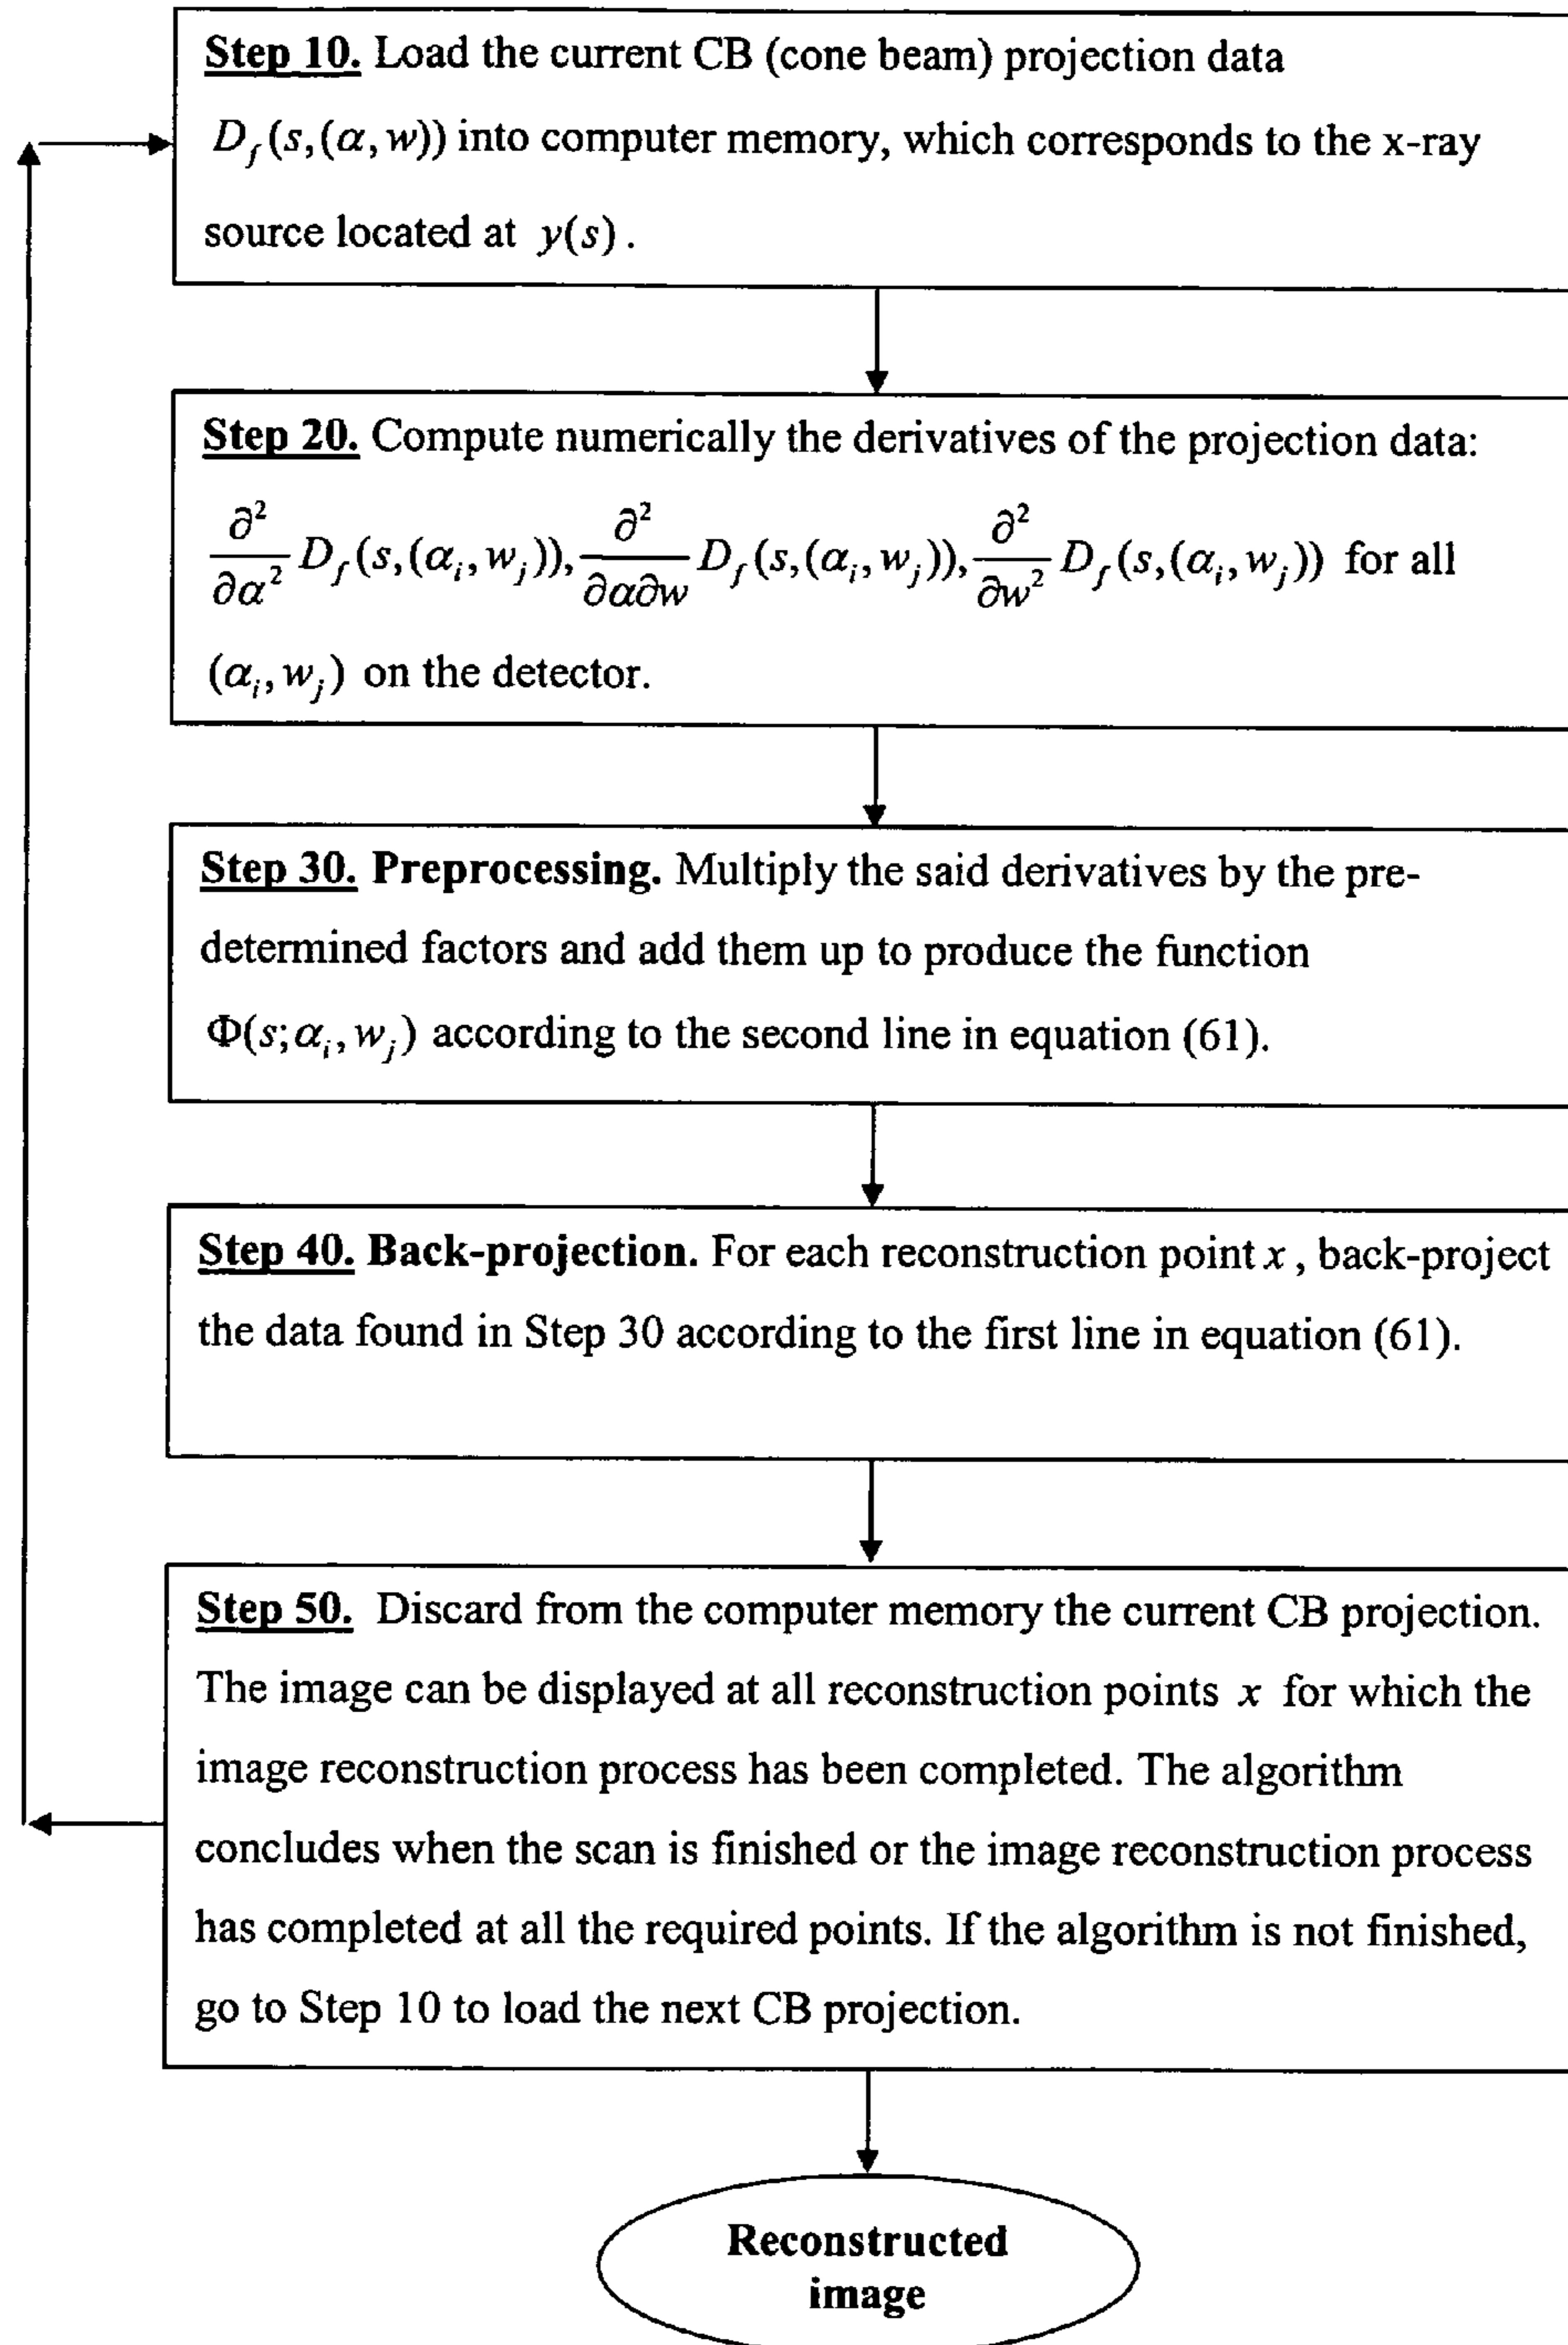 Step 10. Load the current CB (cone beam) projection data
D_f(s,(α,w)) into computer memory, which corresponds to the x-ray
source located at y(s).
Step 20. Compute numerically the derivatives of the projection data:
∂²/∂α² D_f(s,(α_i,w_j)), ∂²/∂α∂w D_f(s,(α_i,w_j)), ∂²/∂w² D_f(s,(α_i,w_j)) for all
(α_i,w_j) on the detector.
Step 30. Preprocessing. Multiply the said derivatives by the pre-
determined factors and add them up to produce the function
Φ(s;α_i,w_j) according to the second line in equation (61).
Step 40. Back-projection. For each reconstruction point x, back-project
the data found in Step 30 according to the first line in equation (61).
Step 50. Discard from the computer memory the current CB projection.
The image can be displayed at all reconstruction points x for which the
image reconstruction process has been completed. The algorithm
concludes when the scan is finished or the image reconstruction process
has completed at all the required points. If the algorithm is not finished,
go to Step 10 to load the next CB projection.
Reconstructed
image